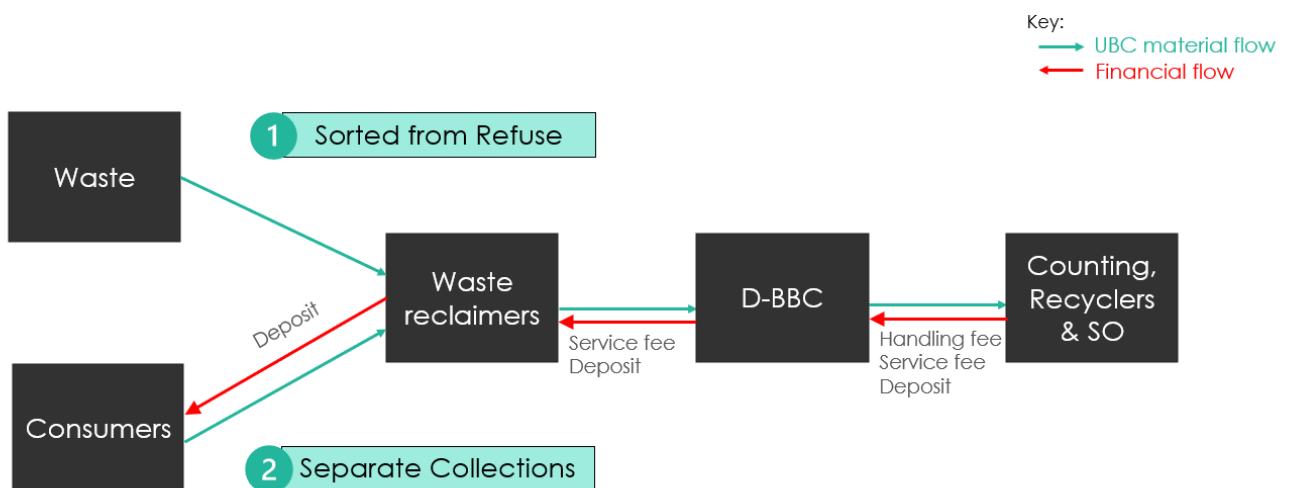 Key:
UBC material flow
Financial flow
1 Sorted from Refuse
Waste
Deposit
Waste
reclaimers
Service fee
Deposit
D-BBC
Handling fee
Service fee
Deposit
Counting,
Recyclers
& SO
Consumers
2 Separate Collections